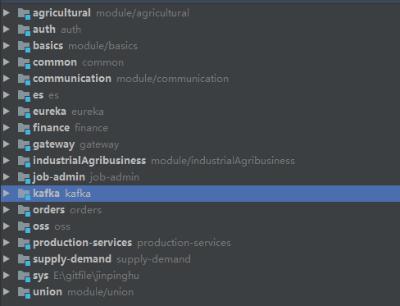 agricultural module/agricultural
auth auth
basics module/basics
common common
communication module/communication
es es
eureka eureka
finance finance
gateway gateway
industrialAgribusiness module/industrialAgribusiness
job-admin job-admin
kafka kafka
orders orders
oss oss
production-services production-services
supply-demand supply-demand
sys E:\gitfile\jinpinghu
union module/union